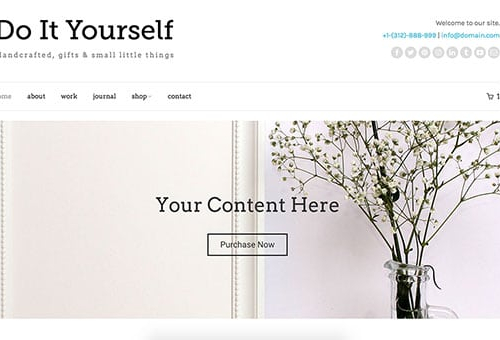 Do It Yourself
Handcrafted, gifts & small little things
Welcome to our site.
+1-(312)-888-999 | info@domain.com
home about work journal shop contact
1
Your Content Here
Purchase Now